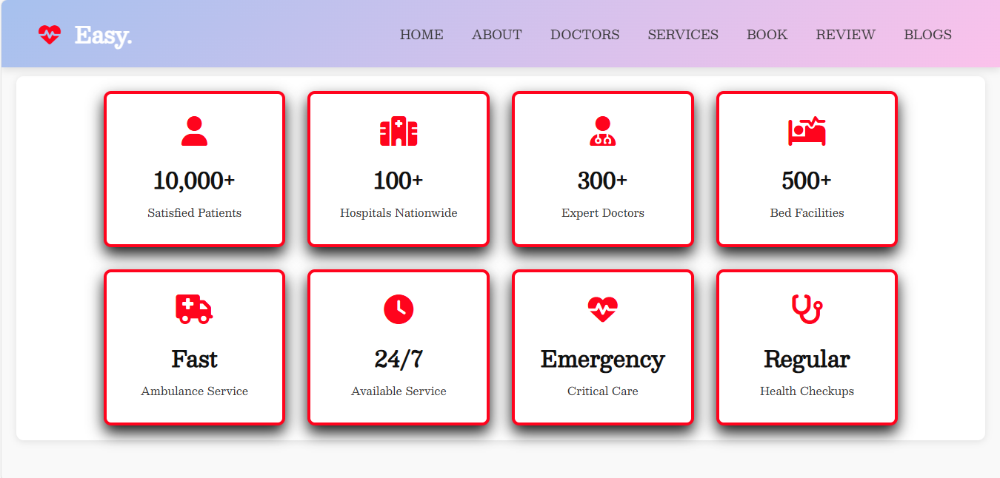 Easy.
HOME ABOUT DOCTORS SERVICES BOOK REVIEW BLOGS
10,000+
Satisfied Patients
100+
Hospitals Nationwide
300+
Expert Doctors
500+
Bed Facilities
Fast
Ambulance Service
24/7
Available Service
Emergency
Critical Care
Regular
Health Checkups